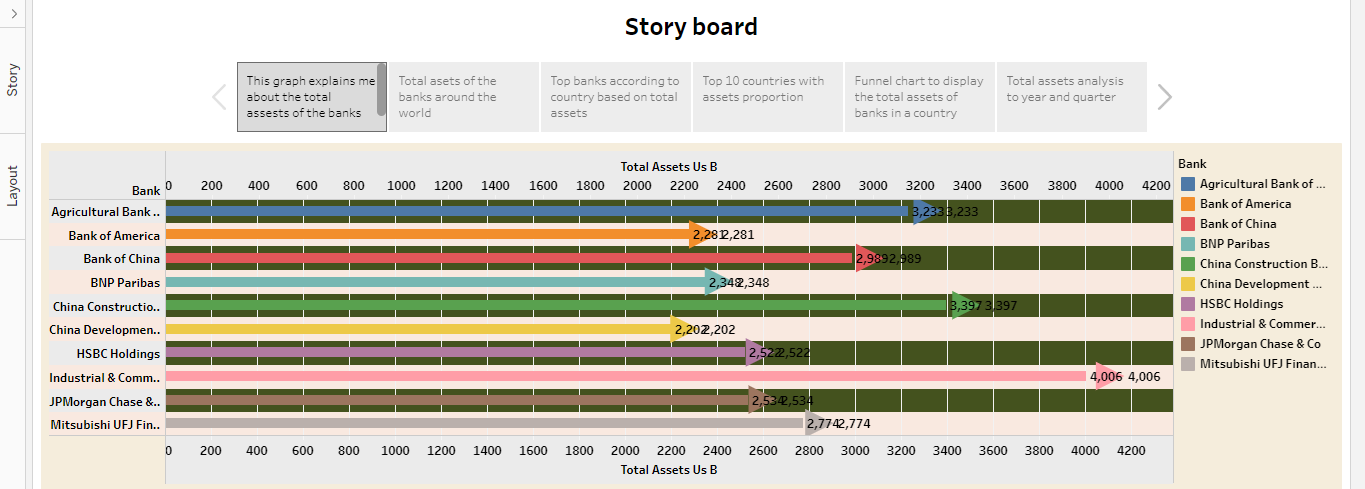 Story board
Story
Layout
This graph explains me
about the total
assests of the banks
Total asets of the
banks around the
world
Top banks according to
country based on total
assets
Top 10 countries with
assets proportion
Funnel chart to display
the total assets of
banks in a country
Total assets analysis
to year and quarter
Total Assets Us B
Bank
0 200 400 600 800 1000 1200 1400 1600 1800 2000 2200 2400 2600 2800 3000 3200 3400 3600 3800 4000 4200
Agricultural Bank .. 3,233 3,233
Bank of America 2,281 2,281
Bank of China 2,989 2,989
BNP Paribas 2,348 2,348
China Constructio.. 3,397 3,397
China Developmen.. 2,202 2,202
HSBC Holdings 2,522 2,522
Industrial & Comm.. 4,006 4,006
JPMorgan Chase &.. 2,534 2,534
Mitsubishi UFJ Fin.. 2,774 2,774
0 200 400 600 800 1000 1200 1400 1600 1800 2000 2200 2400 2600 2800 3000 3200 3400 3600 3800 4000 4200
Total Assets Us B
Bank
Agricultural Bank of ...
Bank of America
Bank of China
BNP Paribas
China Construction B...
China Development ...
HSBC Holdings
Industrial & Commer...
JPMorgan Chase & Co
Mitsubishi UFJ Finan...